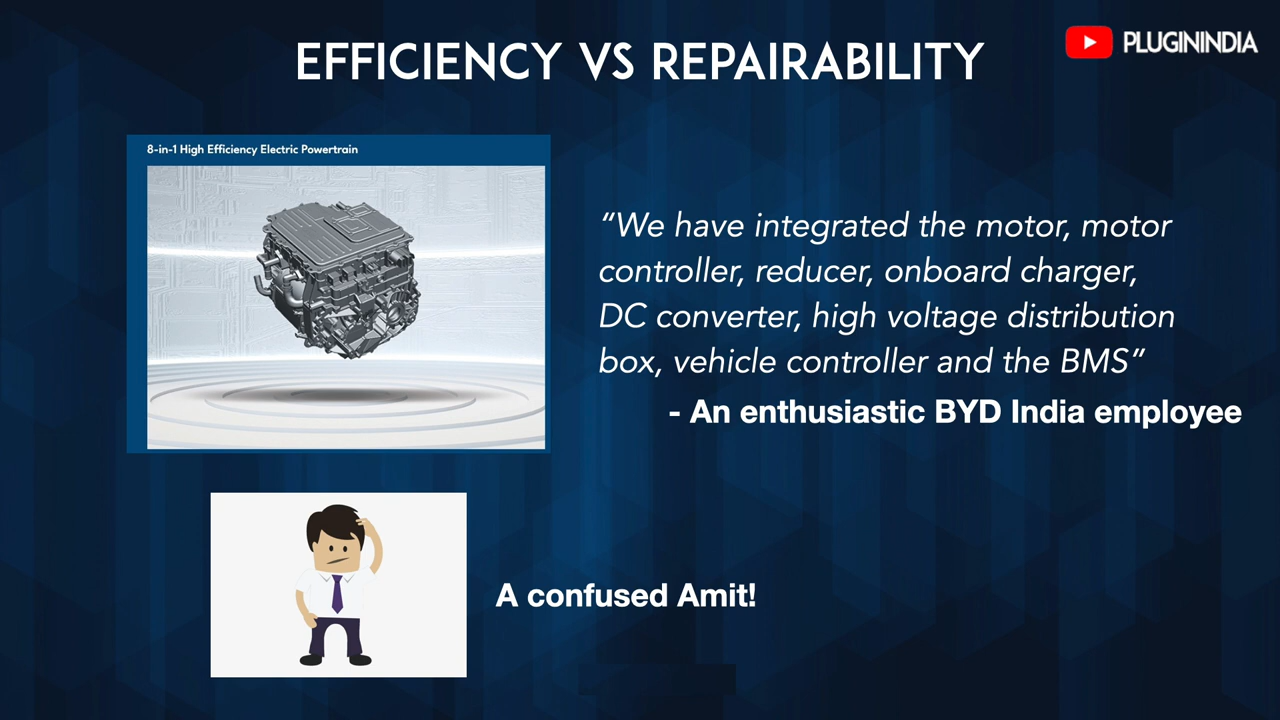 EFFICIENCY VS REPAIRABILITY
PLUGININDIA
8-in-1 High Efficiency Electric Powertrain
“We have integrated the motor, motor
controller, reducer, onboard charger,
DC converter, high voltage distribution
box, vehicle controller and the BMS”
- An enthusiastic BYD India employee
A confused Amit!